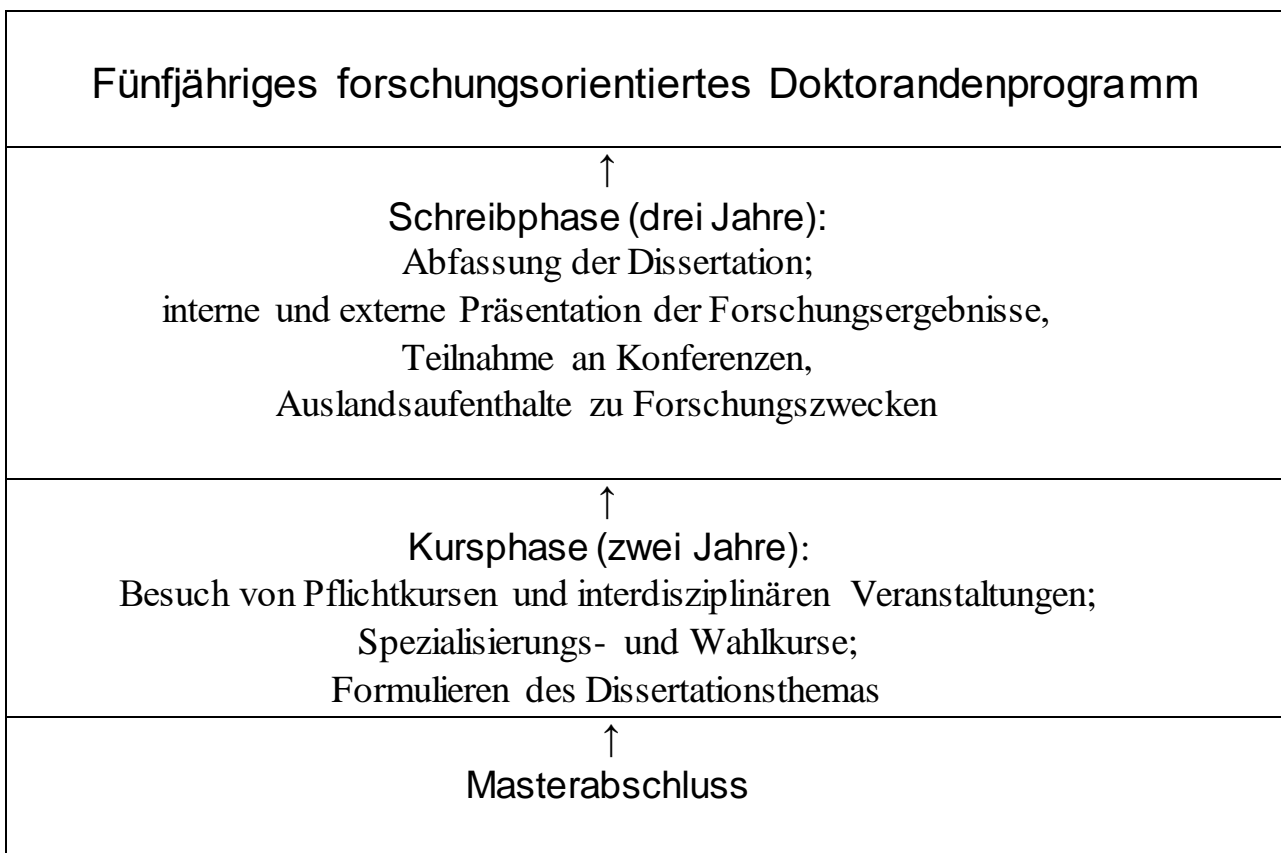 Fünfjähriges forschungsorientiertes Doktorandenprogramm
↑
Schreibphase (drei Jahre):
Abfassung der Dissertation;
interne und externe Präsentation der Forschungsergebnisse,
Teilnahme an Konferenzen,
Auslandsaufenthalte zu Forschungszwecken
↑
Kursphase (zwei Jahre):
Besuch von Pflichtkursen und interdisziplinären Veranstaltungen;
Spezialisierungs- und Wahlkurse;
Formulieren des Dissertationsthemas
↑
Masterabschluss